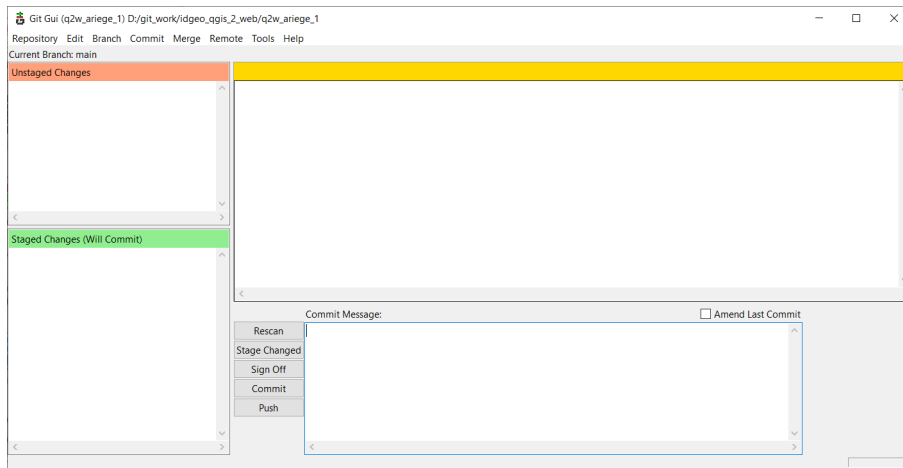 Git Gui (q2w_ariege_1) D:/git_work/idgeo_qgis_2_web/q2w_ariege_1
Repository Edit Branch Commit Merge Remote Tools Help
Current Branch: main
Unstaged Changes
Staged Changes (Will Commit)
Commit Message:
Amend Last Commit
Rescan
Stage Changed
Sign Off
Commit
Push